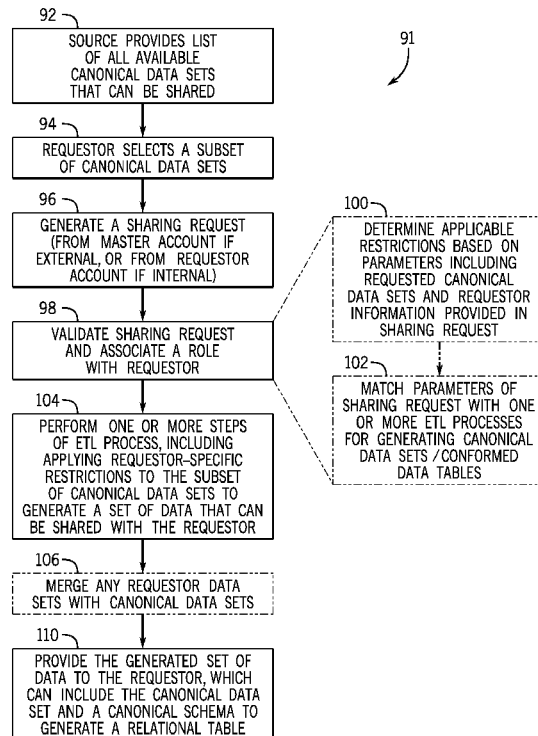 92
SOURCE PROVIDES LIST
OF ALL AVAILABLE
CANONICAL DATA SETS
THAT CAN BE SHARED
91
94
REQUESTOR SELECTS A SUBSET
OF CANONICAL DATA SETS
96
GENERATE A SHARING REQUEST
(FROM MASTER ACCOUNT IF
EXTERNAL, OR FROM REQUESTOR
ACCOUNT IF INTERNAL)
98
VALIDATE SHARING REQUEST
AND ASSOCIATE A ROLE
WITH REQUESTOR
100
DETERMINE APPLICABLE
RESTRICTIONS BASED ON
PARAMETERS INCLUDING
REQUESTED CANONICAL
DATA SETS AND REQUESTOR
INFORMATION PROVIDED IN
SHARING REQUEST
102
MATCH PARAMETERS OF
SHARING REQUEST WITH ONE
OR MORE ETL PROCESSES
FOR GENERATING CANONICAL
DATA SETS /CONFORMED
DATA TABLES
104
PERFORM ONE OR MORE STEPS
OF ETL PROCESS, INCLUDING
APPLYING REQUESTOR-SPECIFIC
RESTRICTIONS TO THE SUBSET
OF CANONICAL DATA SETS TO
GENERATE A SET OF DATA THAT CAN
BE SHARED WITH THE REQUESTOR
106
MERGE ANY REQUESTOR DATA
SETS WITH CANONICAL DATA SETS
110
PROVIDE THE GENERATED SET OF
DATA TO THE REQUESTOR, WHICH
CAN INCLUDE THE CANONICAL DATA
SET AND A CANONICAL SCHEMA TO
GENERATE A RELATIONAL TABLE